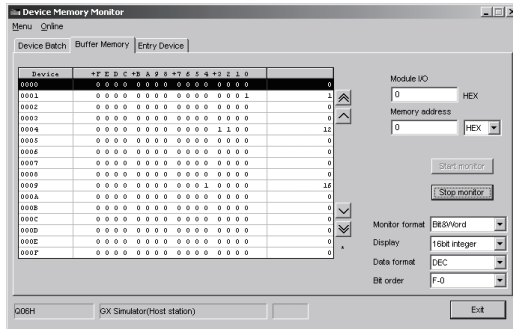 Device Memory Monitor
Menu Online
Device Batch Buffer Memory Entry Device
Device +F E D C +B A 9 8 +7 6 5 4 +3 2 1 0
0000 0 0 0 0 0 0 0 0 0 0 0 0 0 0 0 0 0
0001 0 0 0 0 0 0 0 0 0 0 0 0 0 0 0 1 1
0002 0 0 0 0 0 0 0 0 0 0 0 0 0 0 0 0 0
0003 0 0 0 0 0 0 0 0 0 0 0 0 0 0 0 0 0
0004 0 0 0 0 0 0 0 0 0 0 0 0 1 1 0 0 12
0005 0 0 0 0 0 0 0 0 0 0 0 0 0 0 0 0 0
0006 0 0 0 0 0 0 0 0 0 0 0 0 0 0 0 0 0
0007 0 0 0 0 0 0 0 0 0 0 0 0 0 0 0 0 0
0008 0 0 0 0 0 0 0 0 0 0 0 0 0 0 0 0 0
0009 0 0 0 0 0 0 0 0 0 0 0 1 0 0 0 0 16
000A 0 0 0 0 0 0 0 0 0 0 0 0 0 0 0 0 0
000B 0 0 0 0 0 0 0 0 0 0 0 0 0 0 0 0 0
000C 0 0 0 0 0 0 0 0 0 0 0 0 0 0 0 0 0
000D 0 0 0 0 0 0 0 0 0 0 0 0 0 0 0 0 0
000E 0 0 0 0 0 0 0 0 0 0 0 0 0 0 0 0 0
000F 0 0 0 0 0 0 0 0 0 0 0 0 0 0 0 0 0
Module I/O
0 HEX
Memory address
0 HEX
Start monitor
Stop monitor
Monitor format Bit&Word
Display 16bit integer
Data format DEC
Bit order F-0
Q06H GX Simulator(Host station) Exit